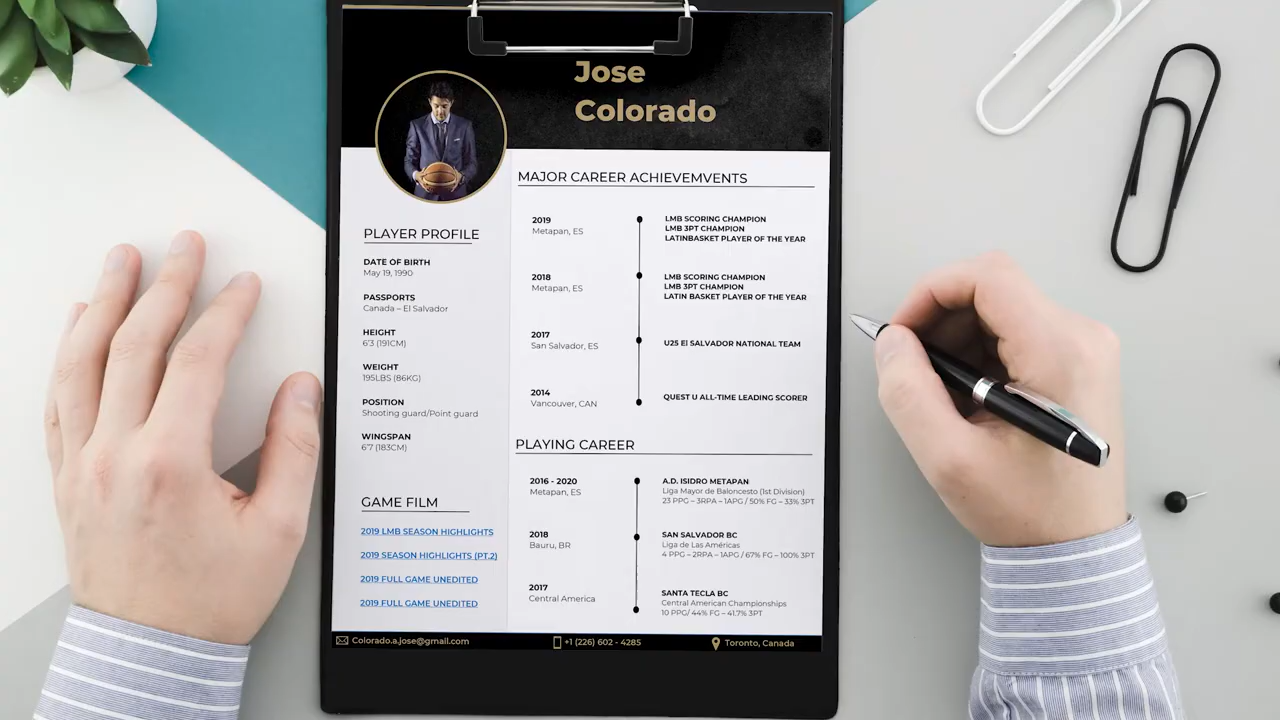 Jose
Colorado
PLAYER PROFILE
DATE OF BIRTH
May 19, 1990
PASSPORTS
Canada – El Salvador
HEIGHT
6'3 (191CM)
WEIGHT
195LBS (86KG)
POSITION
Shooting guard/Point guard
WINGSPAN
6'7 (183CM)
GAME FILM
2019 LMB SEASON HIGHLIGHTS
2019 SEASON HIGHLIGHTS (PT.2)
2019 FULL GAME UNEDITED
2019 FULL GAME UNEDITED
MAJOR CAREER ACHIEVEMVENTS
2019
Metapan, ES
LMB SCORING CHAMPION
LMB 3PT CHAMPION
LATINBASKET PLAYER OF THE YEAR
2018
Metapan, ES
LMB SCORING CHAMPION
LMB 3PT CHAMPION
LATIN BASKET PLAYER OF THE YEAR
2017
San Salvador, ES
U25 El SALVADOR NATIONAL TEAM
2014
Vancouver, CAN
QUEST U ALL-TIME LEADING SCORER
PLAYING CAREER
2016 - 2020
Metapan, ES
A.D. ISIDRO METAPAN
Liga Mayor de Baloncesto (1st Division)
23 PPG – 3RPA – 1APG / 50% FG – 33% 3PT
2018
Bauru, BR
SAN SALVADOR BC
Liga de Las Américas
4 PPG – 2RPA – 1APG / 67% FG – 100% 3PT
2017
Central America
SANTA TECLA BC
Central American Championships
10 PPG/ 44% FG – 41.7% 3PT
Colorado.a.jose@gmail.com
+1 (226) 602 - 4285
Toronto, Canada